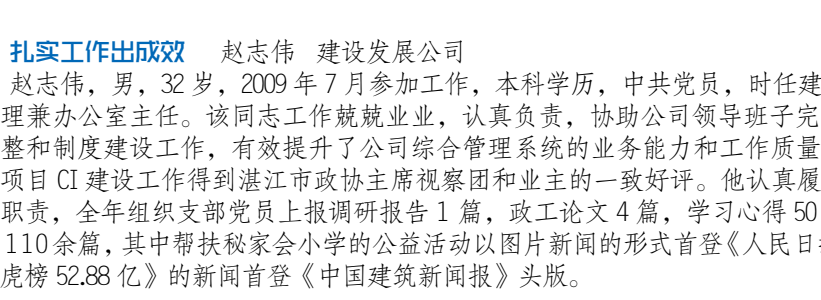 扎实工作出成效 赵志伟 建设发展公司
赵志伟，男，32 岁，2009 年 7 月参加工作，本科学历，中共党员，时任建
理兼办公室主任。该同志工作兢兢业业，认真负责，协助公司领导班子完
整和制度建设工作，有效提升了公司综合管理系统的业务能力和工作质量
项目 CI 建设工作得到湛江市政协主席视察团和业主的一致好评。他认真履
职责，全年组织支部党员上报调研报告 1 篇，政工论文 4 篇，学习心得 50
110余篇，其中帮扶秘家会小学的公益活动以图片新闻的形式首登《人民日
虎榜 52.88 亿》的新闻首登《中国建筑新闻报》头版。